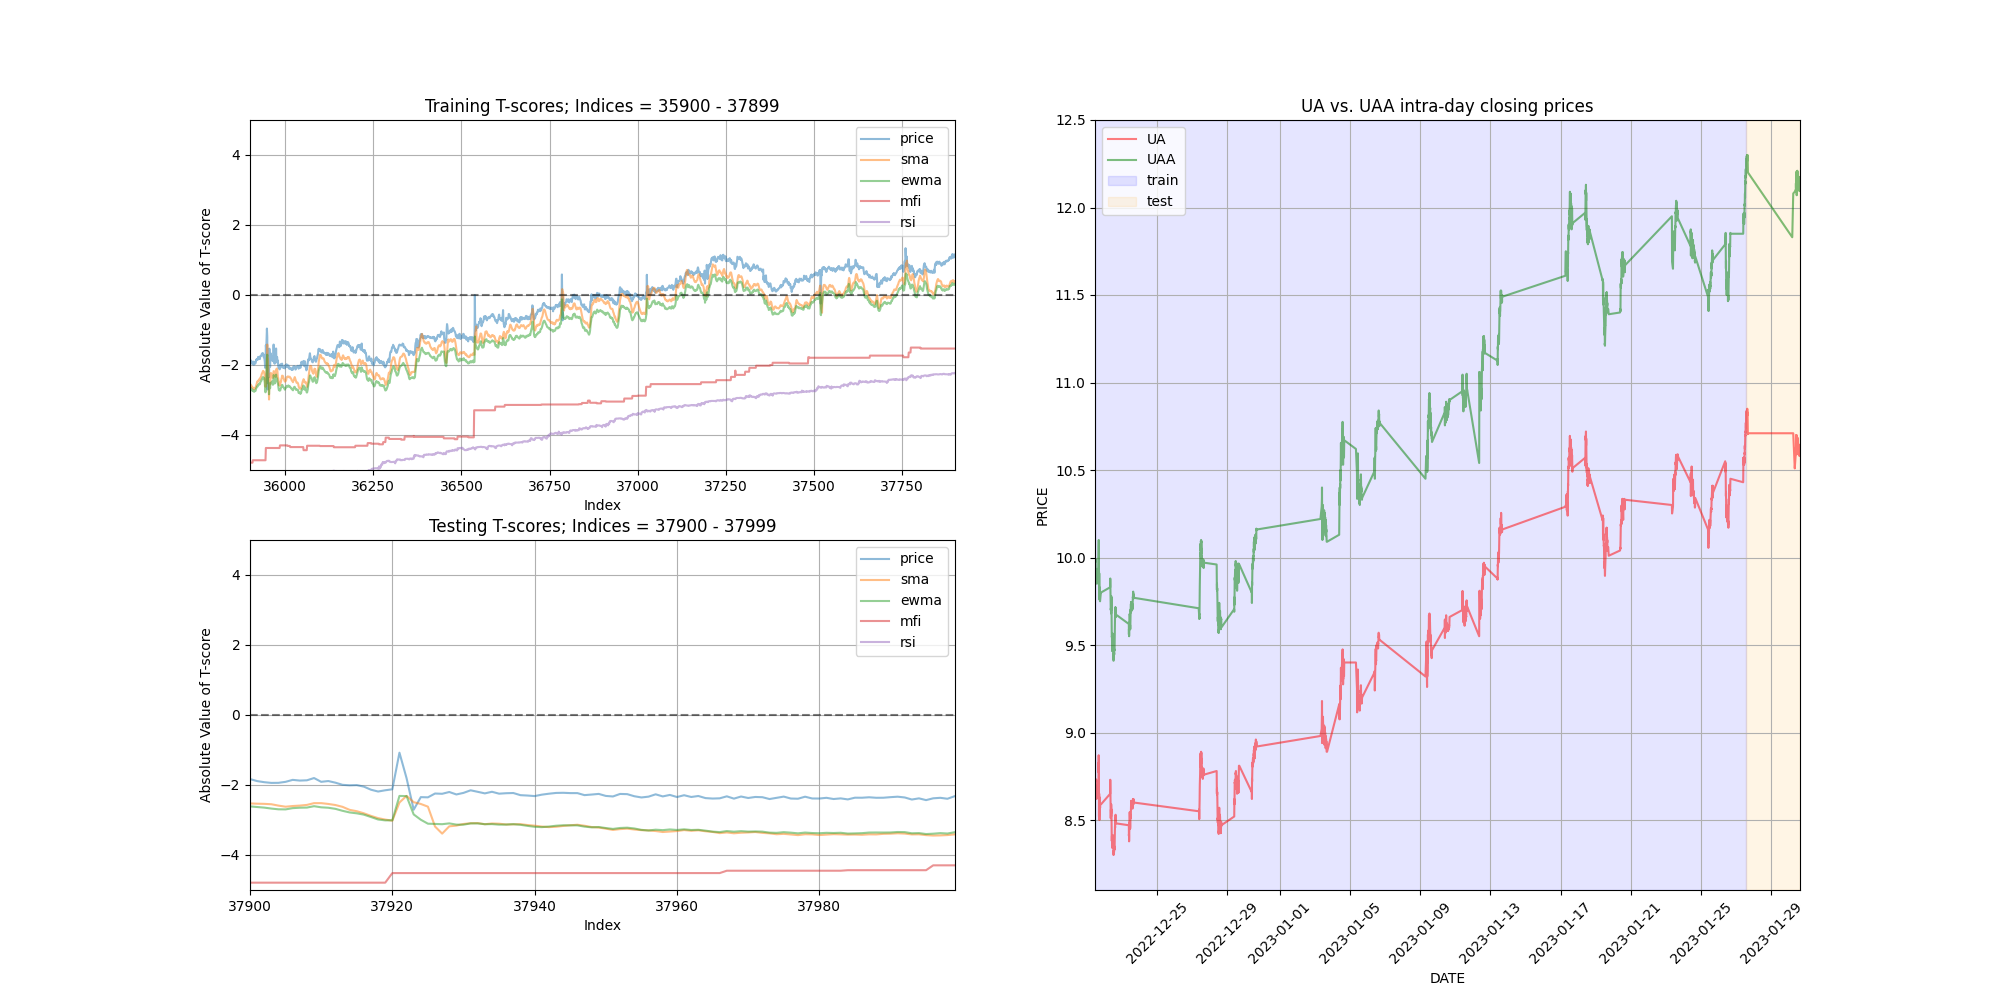 Training T-scores; Indices = 35900 - 37899
Absolute Value of T-score
4
2
0
−2
−4
price
sma
ewma
mfi
rsi
36000 36250 36500 36750 37000 37250 37500 37750
Index
Testing T-scores; Indices = 37900 - 37999
Absolute Value of T-score
4
2
0
−2
−4
price
sma
ewma
mfi
rsi
37900 37920 37940 37960 37980
Index
UA vs. UAA intra-day closing prices
PRICE
12.5
12.0
11.5
11.0
10.5
10.0
9.5
9.0
8.5
UA
UAA
train
test
2022-12-25 2022-12-29 2023-01-01 2023-01-05 2023-01-09 2023-01-13 2023-01-17 2023-01-21 2023-01-25 2023-01-29
DATE